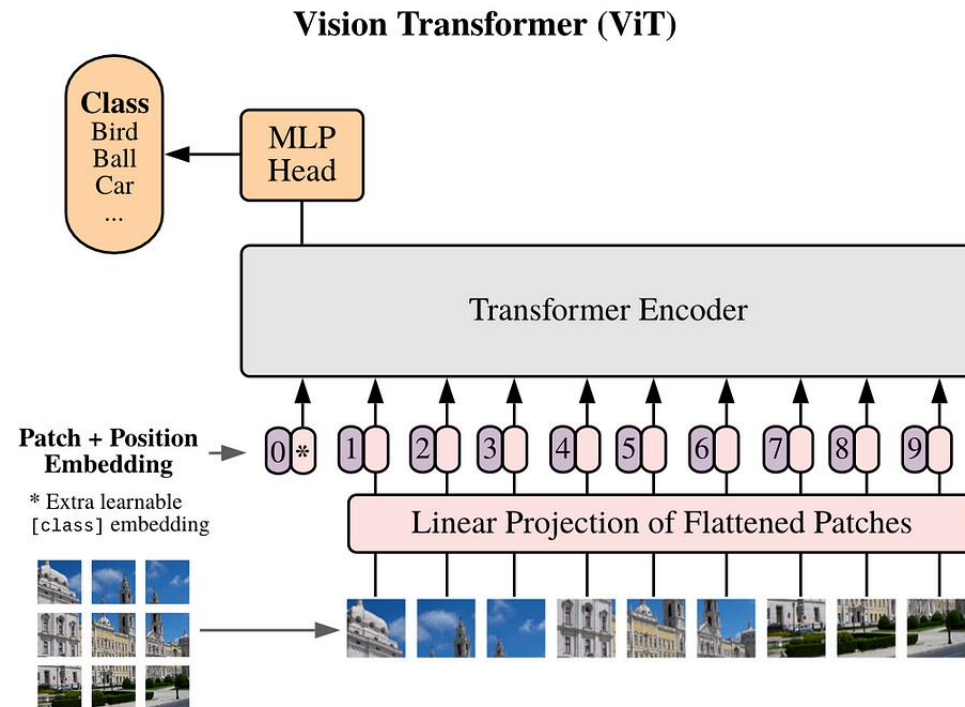 Vision Transformer (ViT)
Class
Bird
Ball
Car
...
MLP
Head
Transformer Encoder
Patch + Position
Embedding
0 * 1 2 3 4 5 6 7 8 9
* Extra learnable
[class] embedding
Linear Projection of Flattened Patches